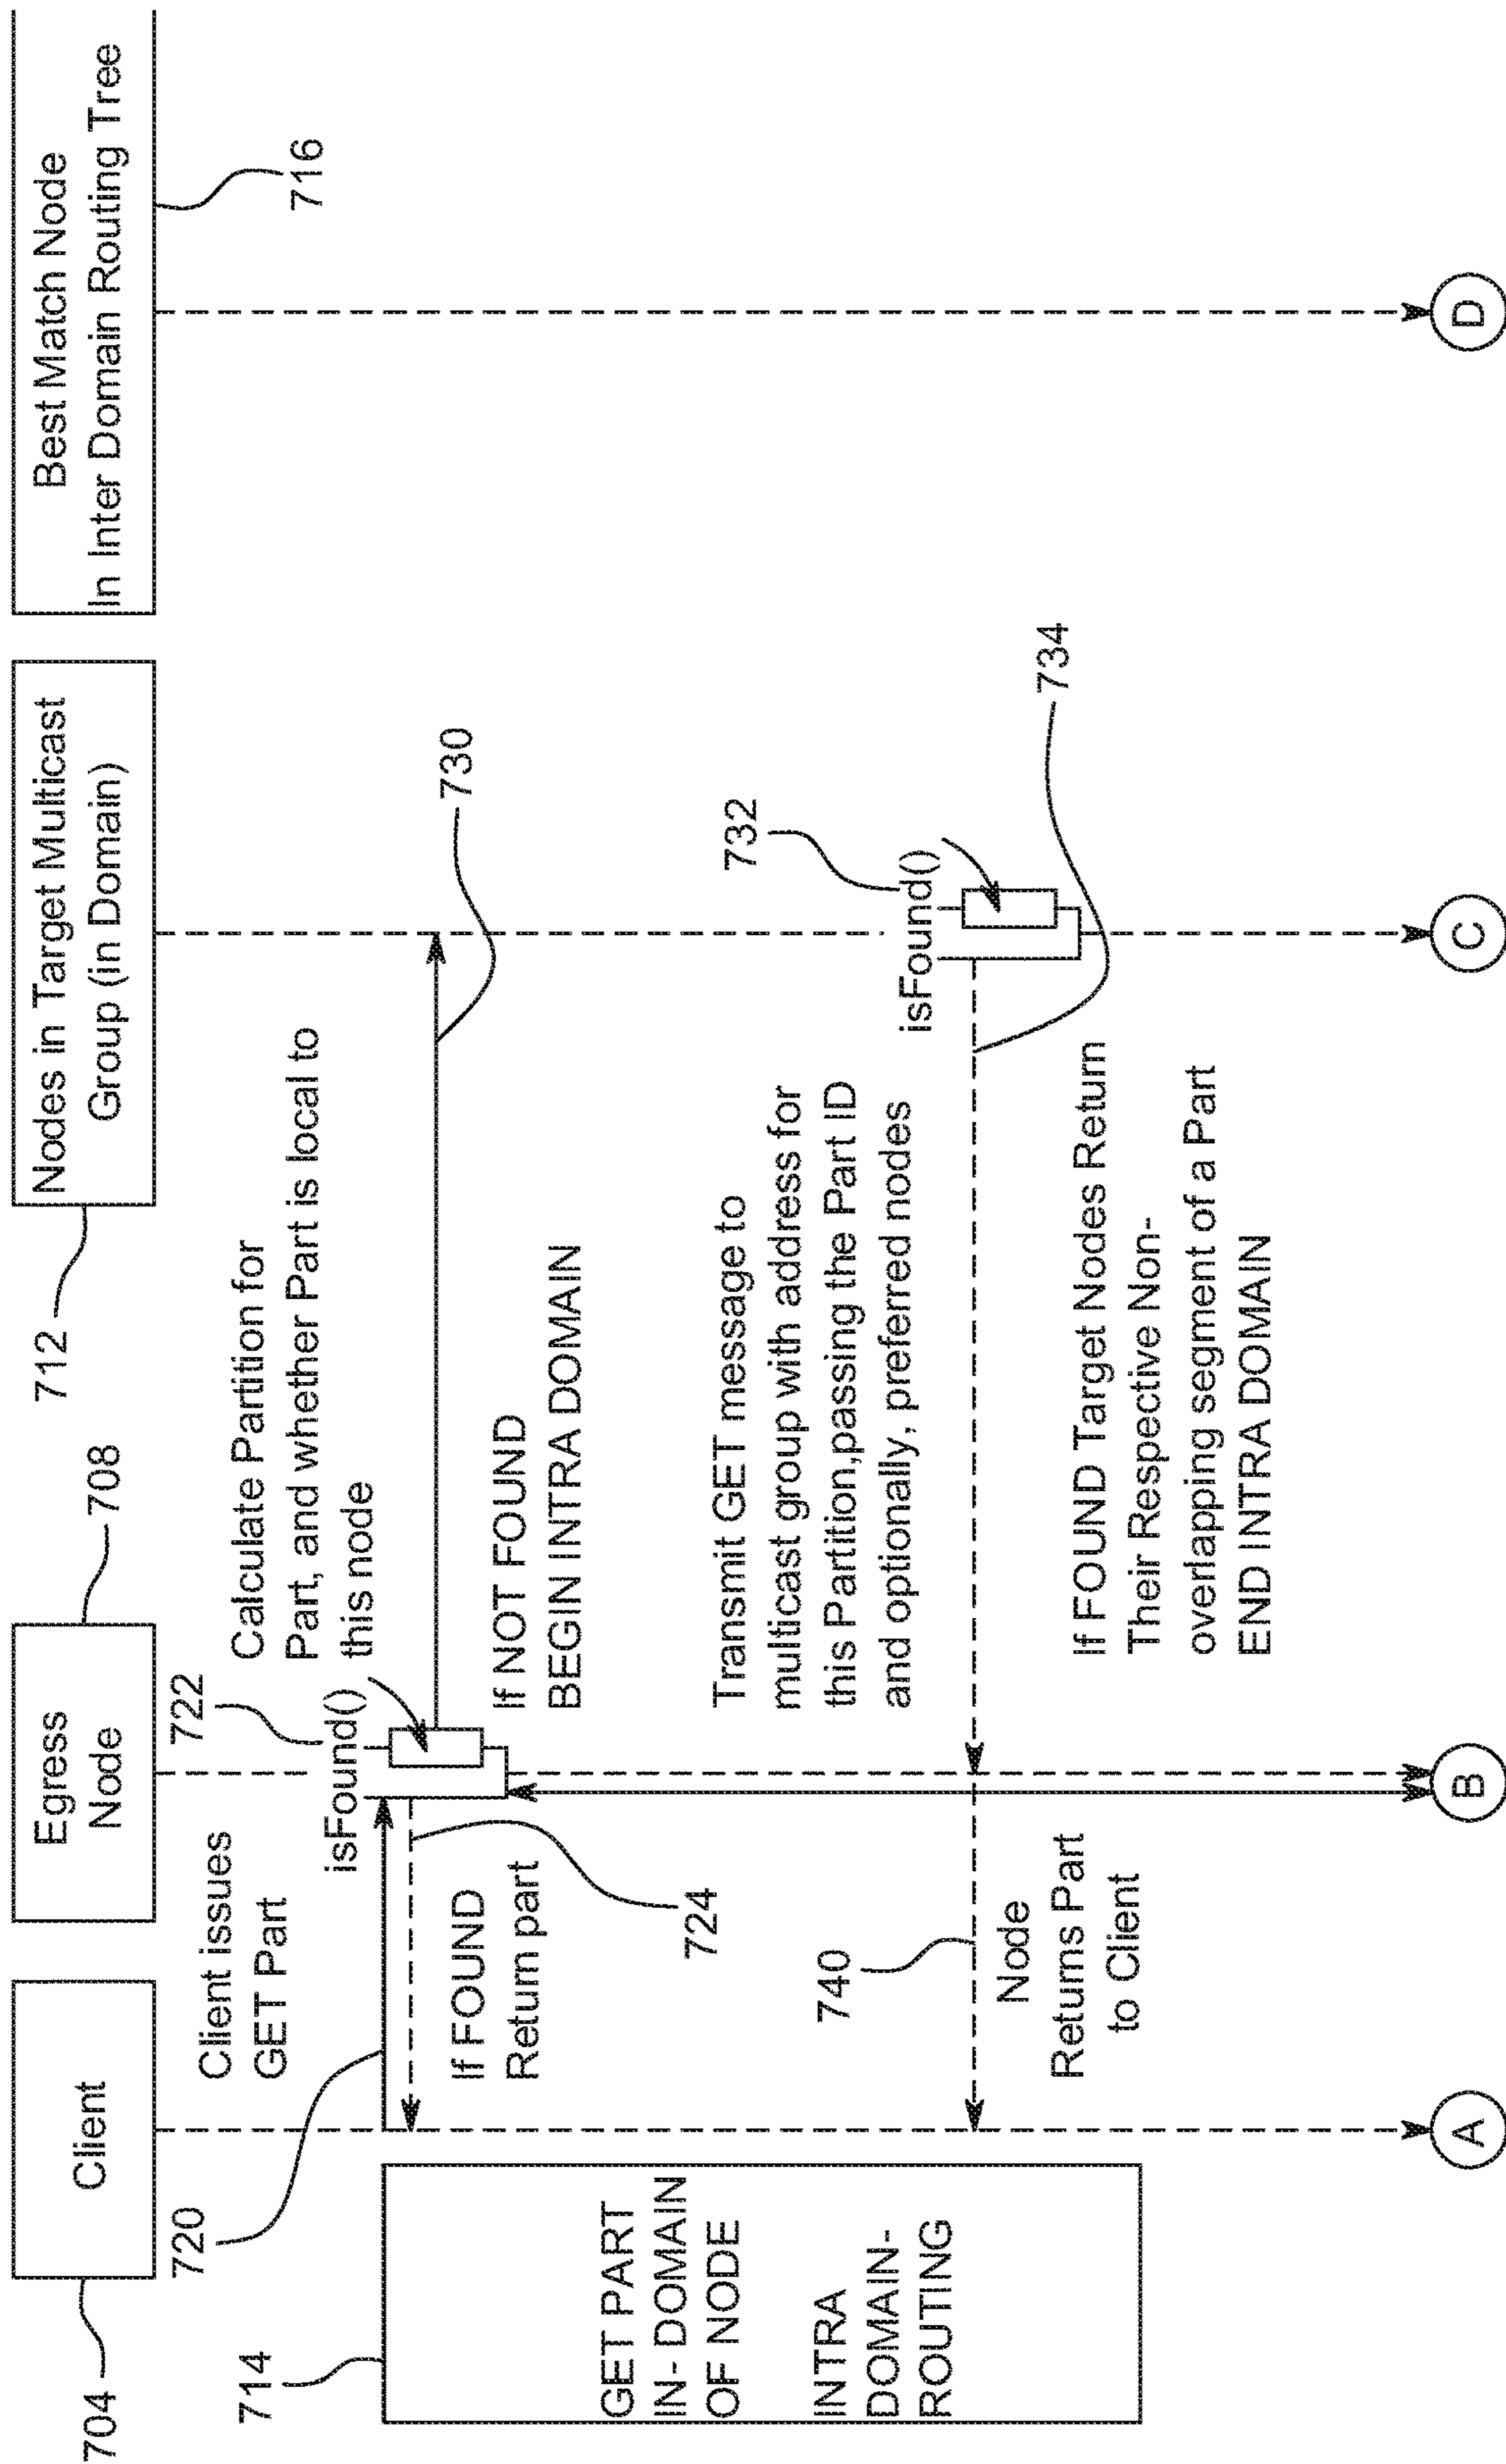 704
Client
Egress
Node
708
712
Nodes in Target Multicast
Group (in Domain)
Best Match Node
In Inter Domain Routing Tree
716
720
Client issues
GET Part
isFound()
722
Calculate Partition for
Part, and whether Part is local to
this node
730
714
GET PART
IN- DOMAIN
OF NODE
INTRA
DOMAIN-
ROUTING
If FOUND
Return part
724
If NOT FOUND
BEGIN INTRA DOMAIN
Transmit GET message to
multicast group with address for
this Partition,passing the Part ID
and optionally, preferred nodes
732
isFound()
734
740
Node
Returns Part
to Client
If FOUND Target Nodes Return
Their Respective Non-
overlapping segment of a Part
END INTRA DOMAIN
A
B
C
D